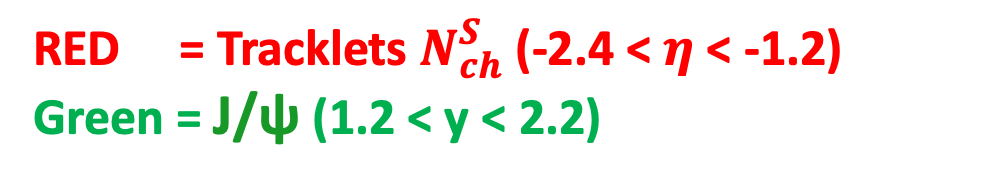 RED = Tracklets N^S_ch (-2.4 < η < -1.2)
Green = J/ψ (1.2 < y < 2.2)